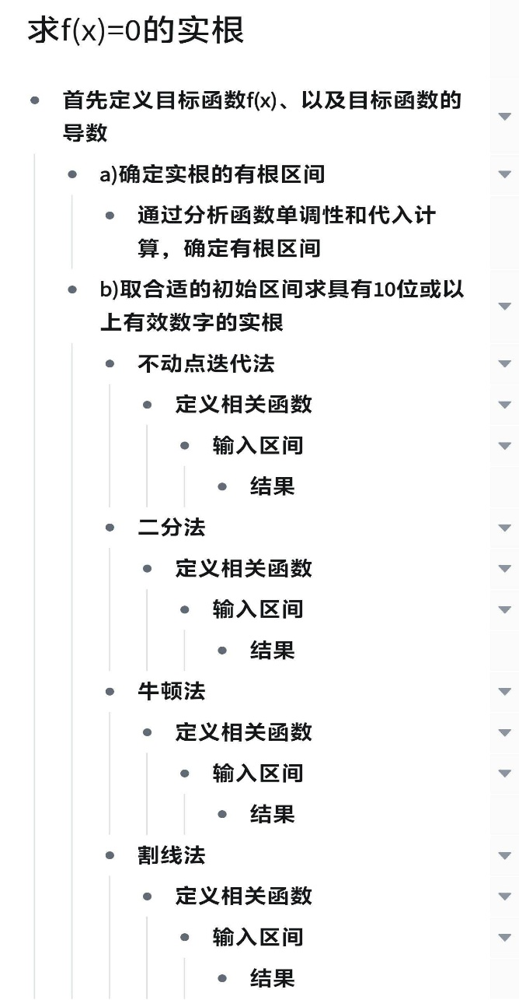 求f(x)=0的实根
首先定义目标函数f(x)、以及目标函数的
导数
a)确定实根的有根区间
通过分析函数单调性和代入计
算，确定有根区间
b)取合适的初始区间求具有10位或以
上有效数字的实根
不动点迭代法
定义相关函数
输入区间
结果
二分法
定义相关函数
输入区间
结果
牛顿法
定义相关函数
输入区间
结果
割线法
定义相关函数
输入区间
结果